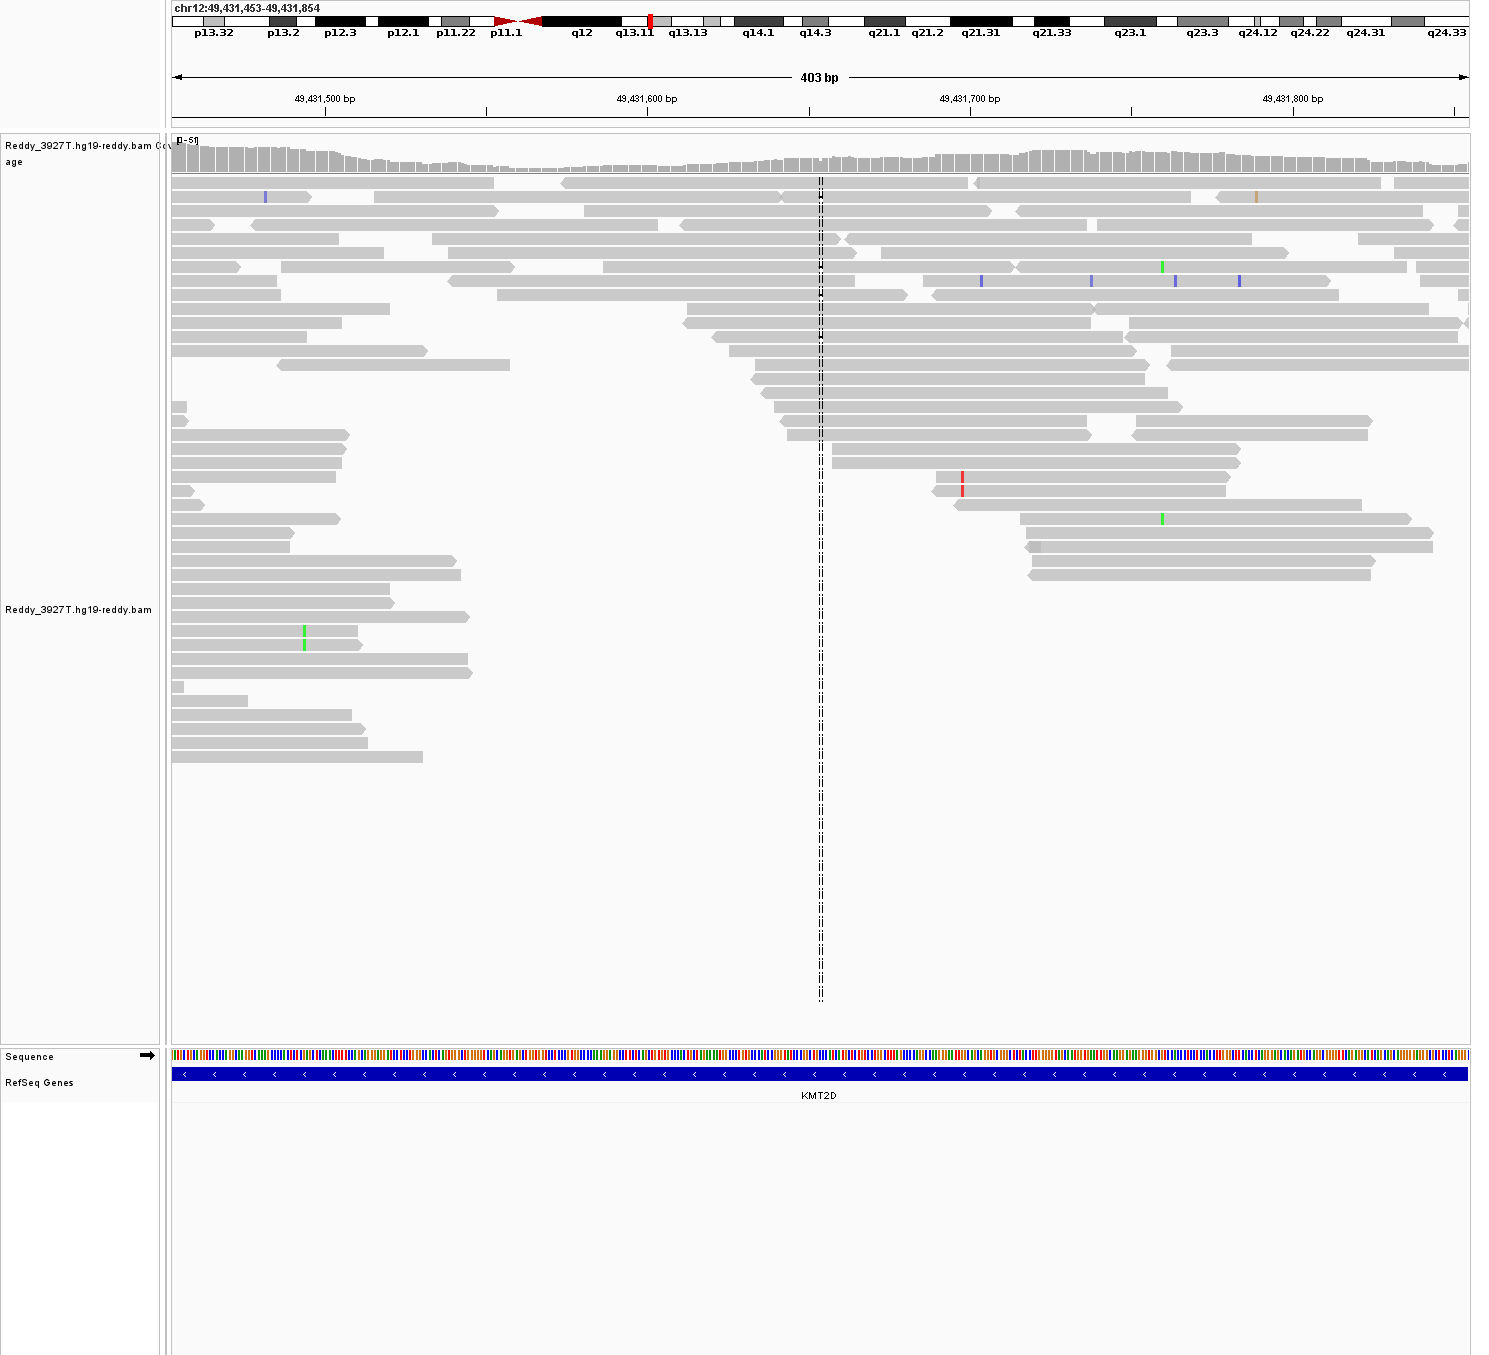 chr12:49,431,453-49,431,854
p13.32 p13.2 p12.3 p12.1 p11.22 p11.1 q12 q13.11 q13.13 q14.1 q14.3 q21.1 q21.2 q21.31 q21.33 q23.1 q23.3 q24.12 q24.22 q24.31 q24.33
403 bp
49,431,500 bp 49,431,600 bp 49,431,700 bp 49,431,800 bp
[0-51]
Reddy_3927T.hg19-reddy.bam Cov
age
Reddy_3927T.hg19-reddy.bam
Sequence
RefSeq Genes
KMT2D